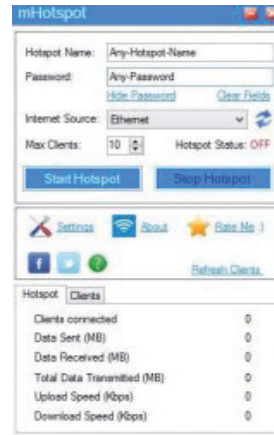 mHotspot
Hotspot Name: Any-Hotspot-Name
Password: Any-Password
Hide Password Clear Fields
Internet Source: Ethernet
Max Clients: 10 Hotspot Status: OFF
Start Hotspot Stop Hotspot
Settings About Rate Me :)
Refresh Clients
Hotspot Clients
Clients connected 0
Data Sent (MB) 0
Data Received (MB) 0
Total Data Transmitted (MB) 0
Upload Speed (Kbps) 0
Download Speed (Kbps) 0